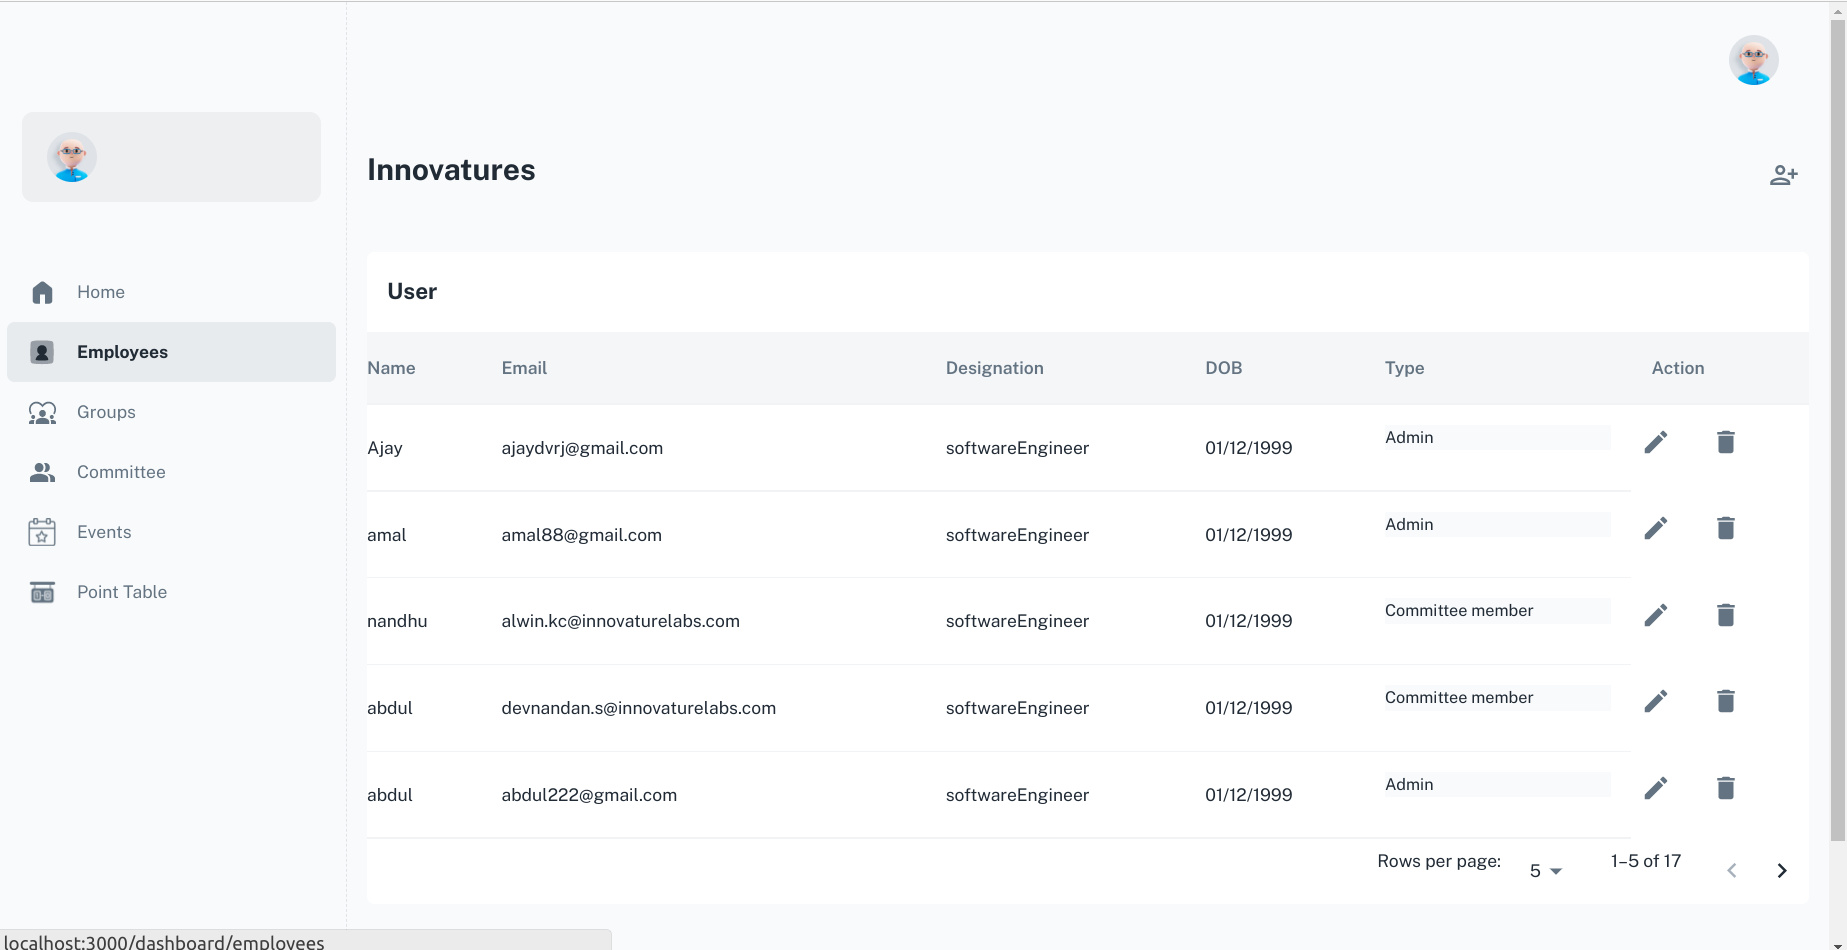 Innovatures
Home
Employees
Groups
Committee
Events
Point Table
User
Name Email Designation DOB Type Action
Ajay ajaydvrj@gmail.com softwareEngineer 01/12/1999 Admin
amal amal88@gmail.com softwareEngineer 01/12/1999 Admin
nandhu alwin.kc@innovaturelabs.com softwareEngineer 01/12/1999 Committee member
abdul devnandan.s@innovaturelabs.com softwareEngineer 01/12/1999 Committee member
abdul abdul222@gmail.com softwareEngineer 01/12/1999 Admin
Rows per page: 5 1–5 of 17
localhost:3000/dashboard/employees